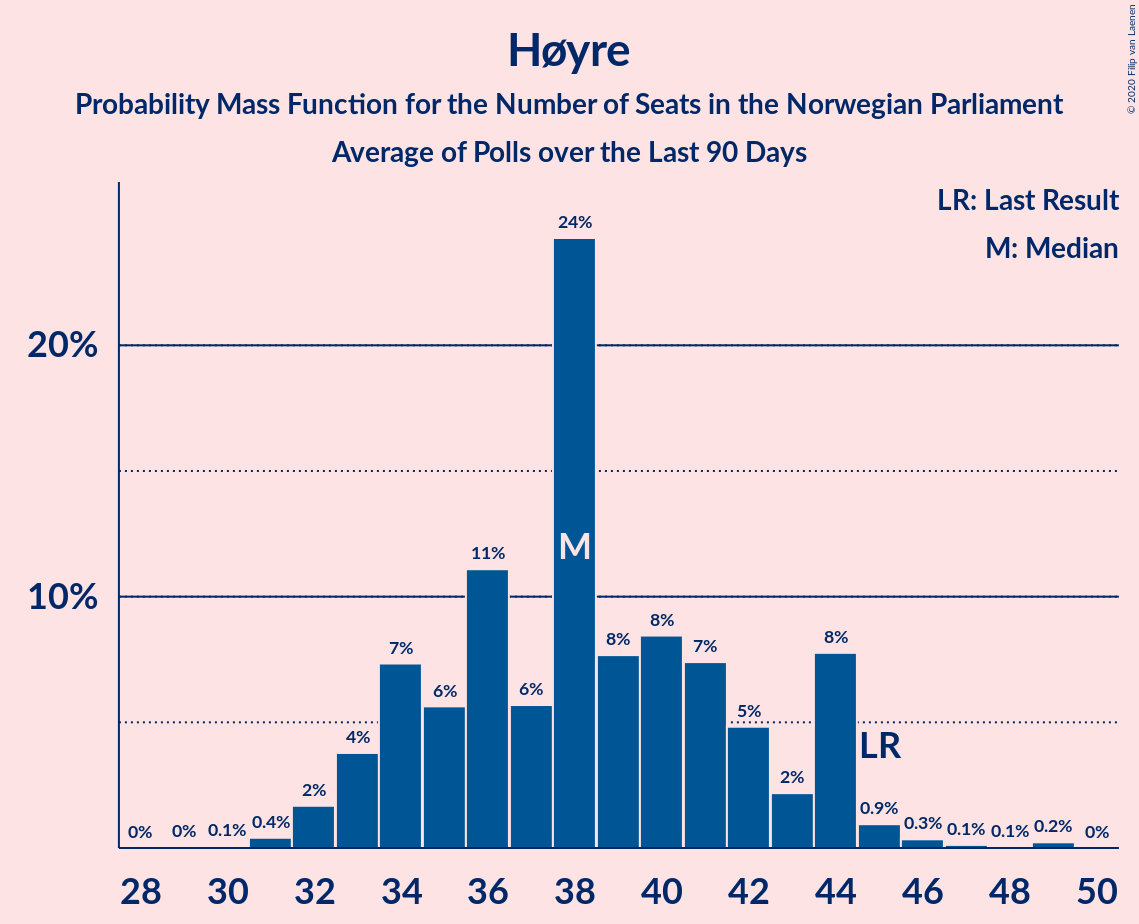 Høyre
Probability Mass Function for the Number of Seats in the Norwegian Parliament
Average of Polls over the Last 90 Days
© 2020 Filip van Laenen
LR: Last Result
M: Median
20%
10%
0%
0%
0.1%
0.4%
2%
4%
7%
6%
11%
6%
24%
8%
8%
7%
5%
2%
8%
0.9%
0.3%
0.1%
0.1%
0.2%
0%
M
LR
28 30 32 34 36 38 40 42 44 46 48 50